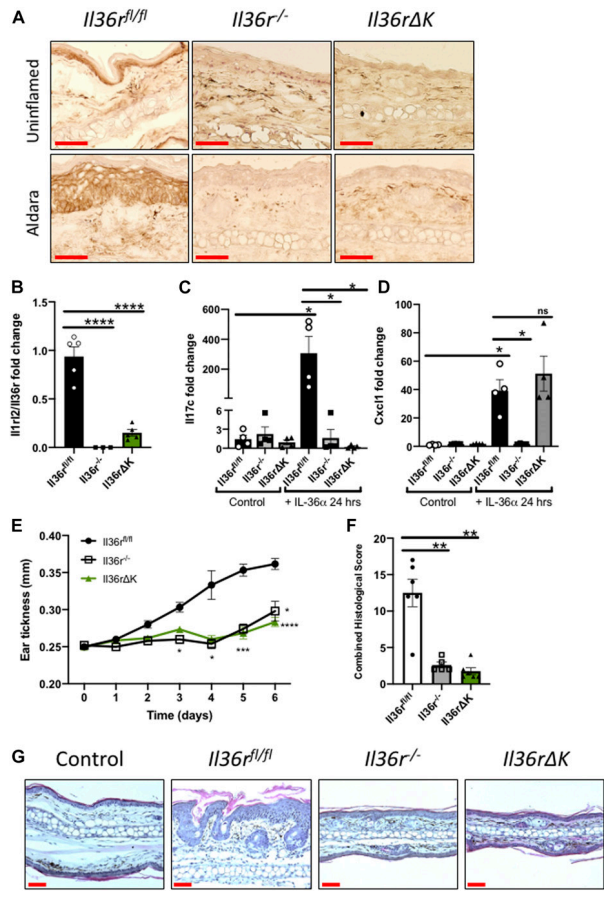 A
Il36r^fl/fl Il36r^-/- Il36rΔK
Uninflamed
Aldara
B
Il1rl2/Il36r fold change
1.5
1.0
0.5
0.0
****
****
Il36r^fl/fl
Il36r^-/-
Il36rΔK
C
Il17c fold change
600
400
200
6
3
0
*
*
*
Il36r^fl/fl
Il36r^-/-
Il36rΔK
Il36r^fl/fl
Il36r^-/-
Il36rΔK
Control
+ IL-36α 24 hrs
D
Cxcl1 fold change
100
80
60
40
20
0
ns
*
*
Il36r^fl/fl
Il36r^-/-
Il36rΔK
Il36r^fl/fl
Il36r^-/-
Il36rΔK
Control
+ IL-36α 24 hrs
E
Ear tickness (mm)
0.40
0.35
0.30
0.25
0.20
Il36r^fl/fl
Il36r^-/-
Il36rΔK
*
****
*
*
***
0 1 2 3 4 5 6
Time (days)
F
Combined Histological Score
20
15
10
5
0
**
**
Il36r^fl/fl
Il36r^-/-
Il36rΔK
G
Control Il36r^fl/fl Il36r^-/- Il36rΔK